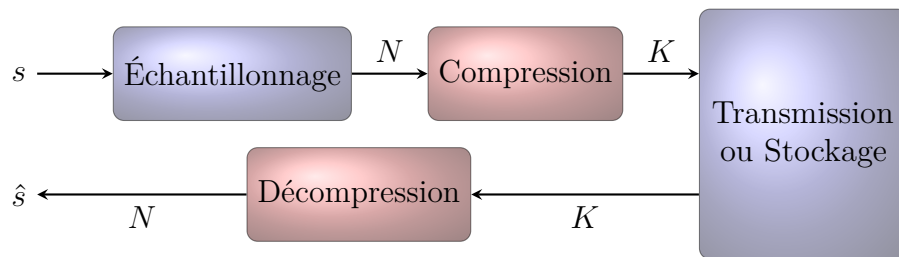 s
Échantillonnage
N
Compression
K
Transmission
ou Stockage
ŝ
N
Décompression
K